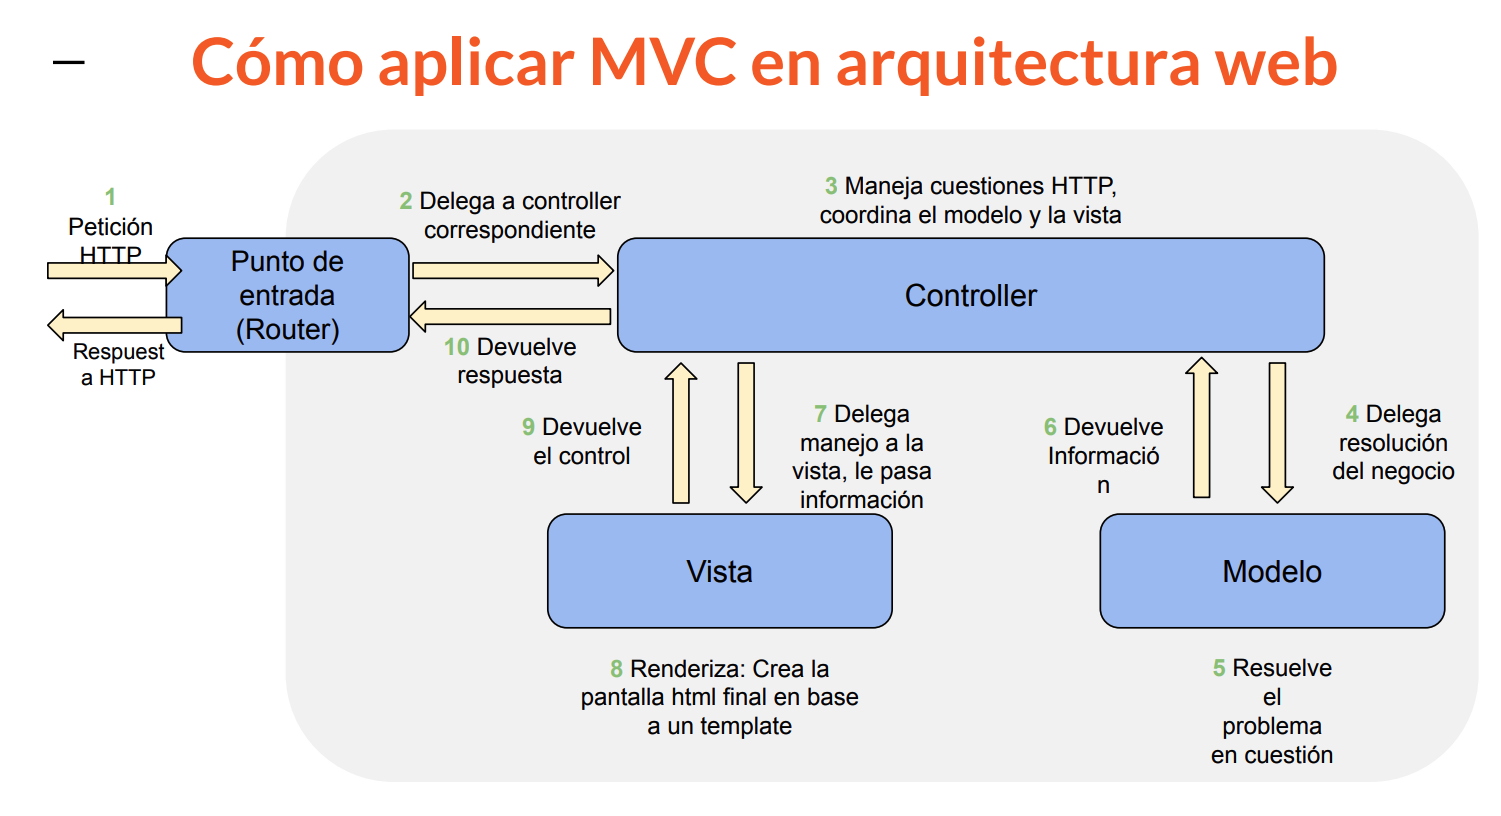 Cómo aplicar MVC en arquitectura web
1
Petición
HTTP
2 Delega a controller
correspondiente
3 Maneja cuestiones HTTP,
coordina el modelo y la vista
Punto de
entrada
(Router)
Controller
Respuest
a HTTP
10 Devuelve
respuesta
9 Devuelve
el control
7 Delega
manejo a la
vista, le pasa
información
6 Devuelve
Informació
n
4 Delega
resolución
del negocio
Vista
Modelo
8 Renderiza: Crea la
pantalla html final en base
a un template
5 Resuelve
el
problema
en cuestión